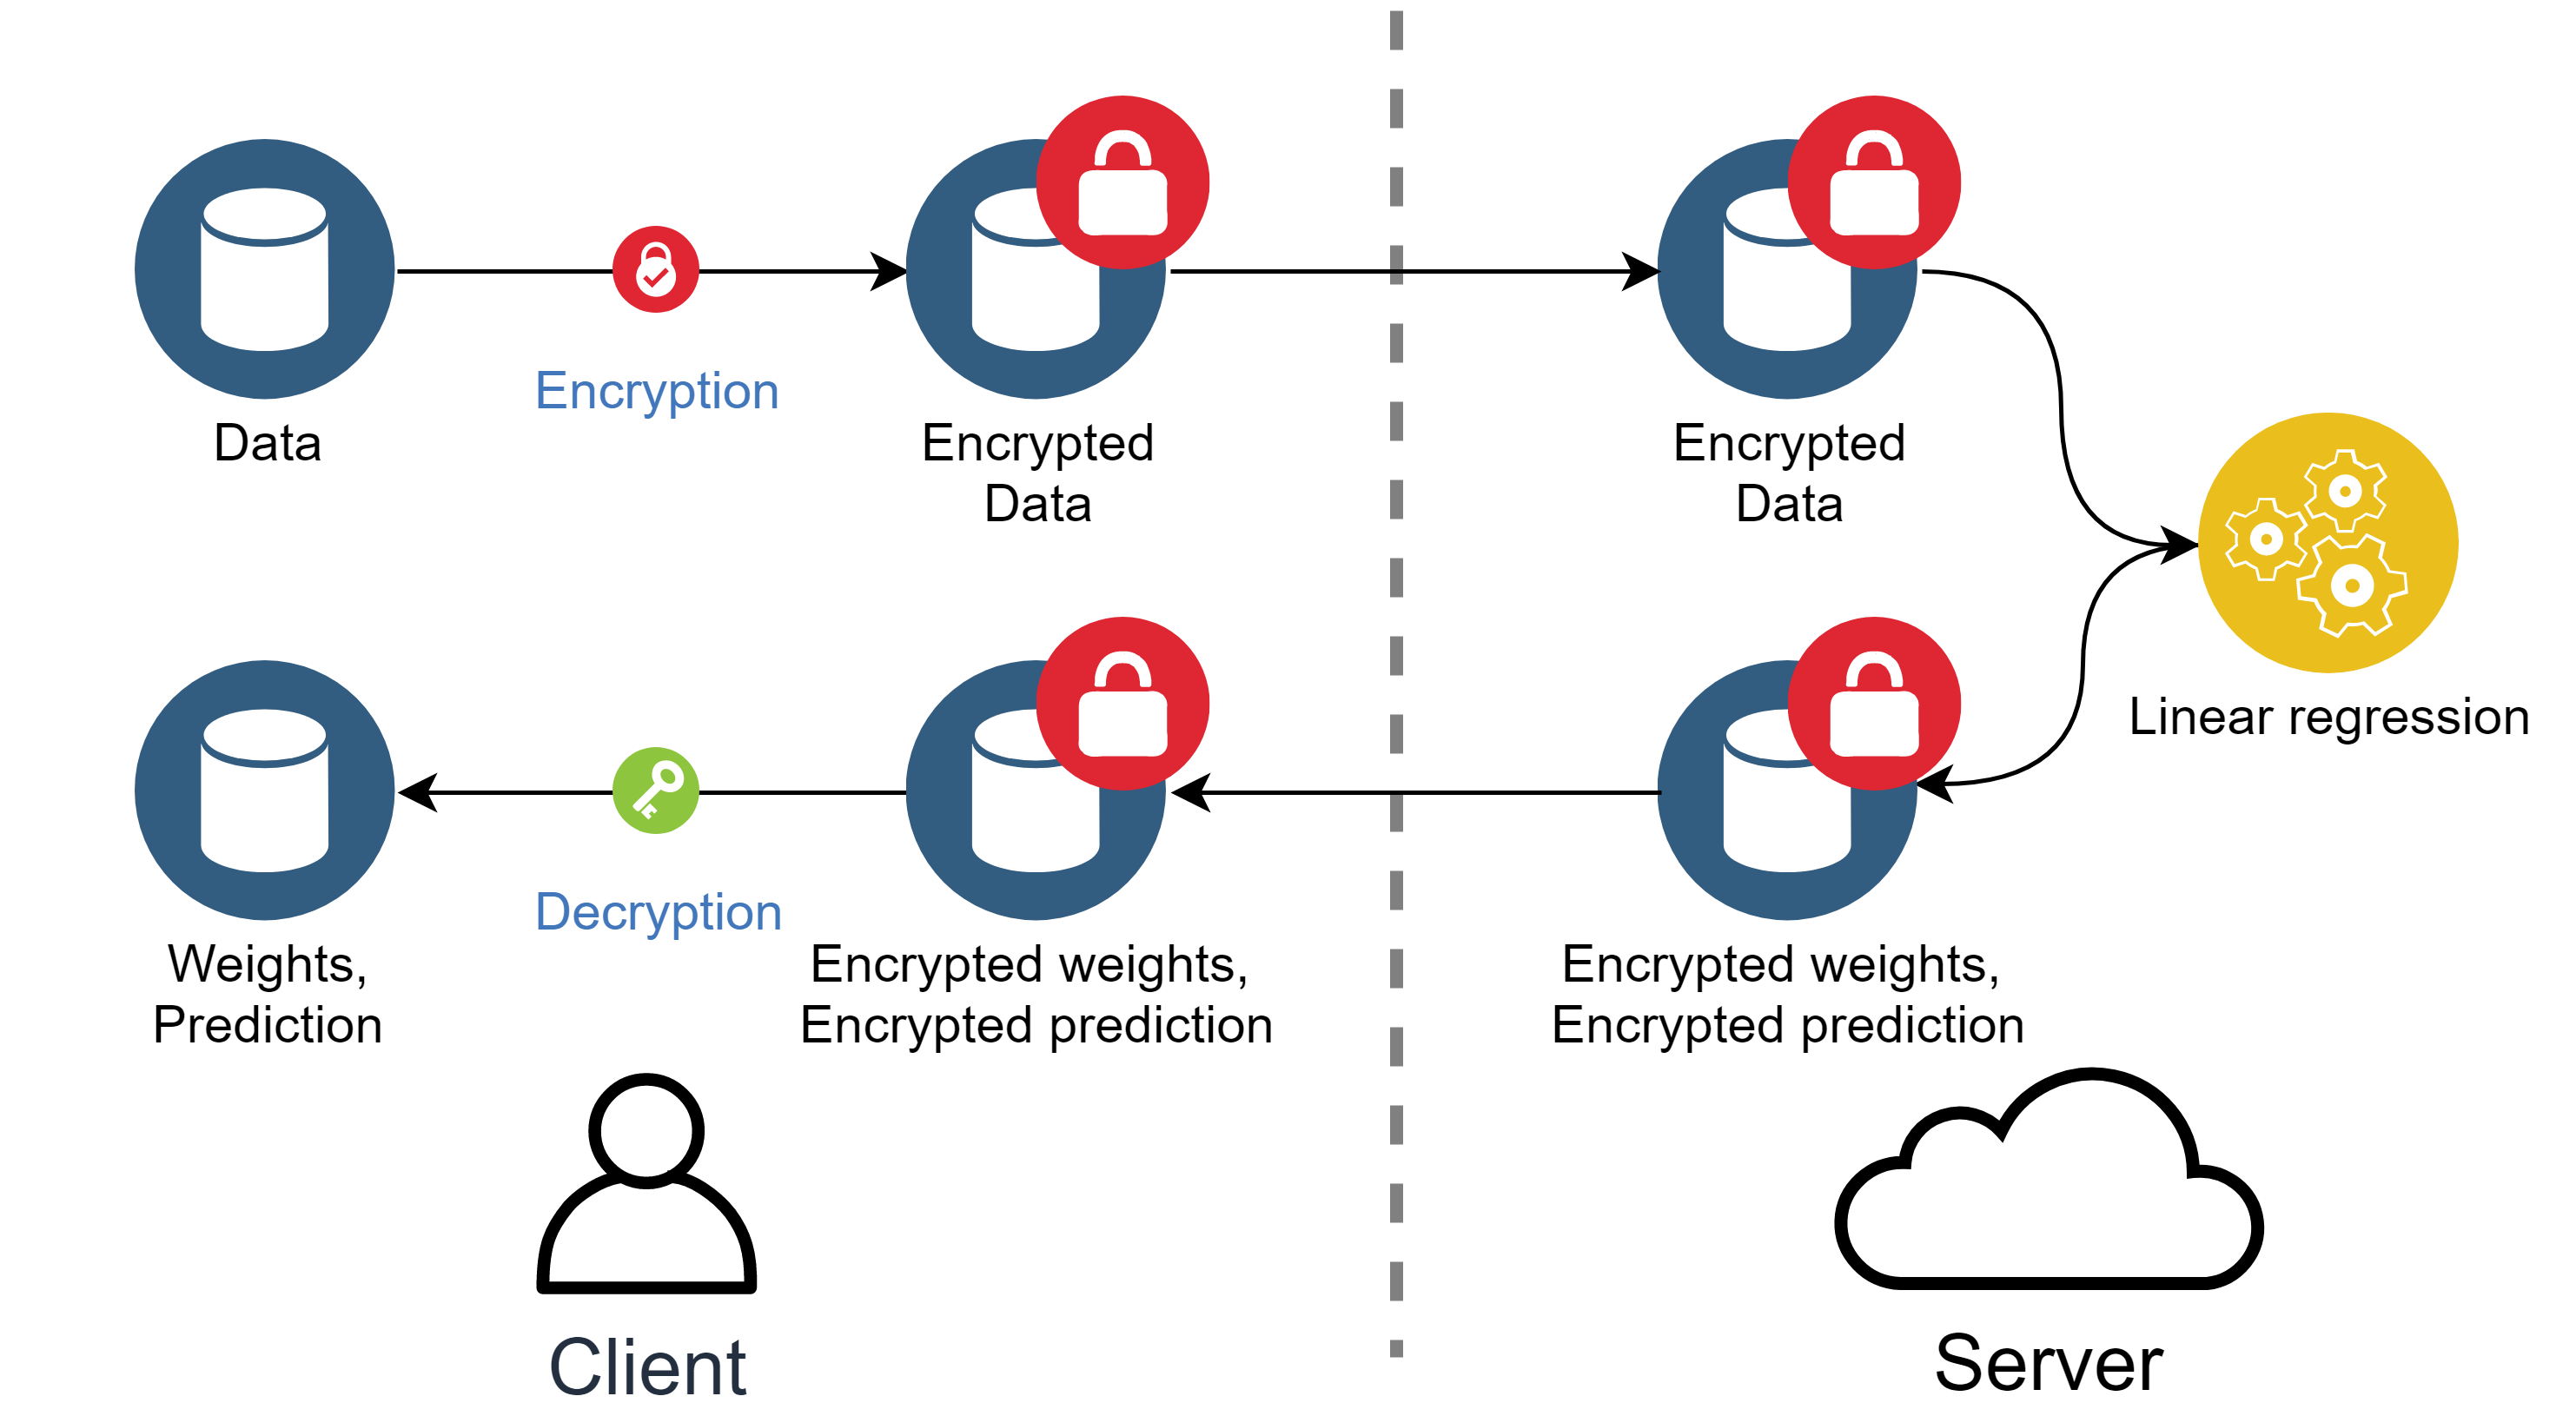 Encryption
Data
Encrypted
Data
Encrypted
Data
Linear regression
Decryption
Weights,
Prediction
Encrypted weights,
Encrypted prediction
Encrypted weights,
Encrypted prediction
Client
Server